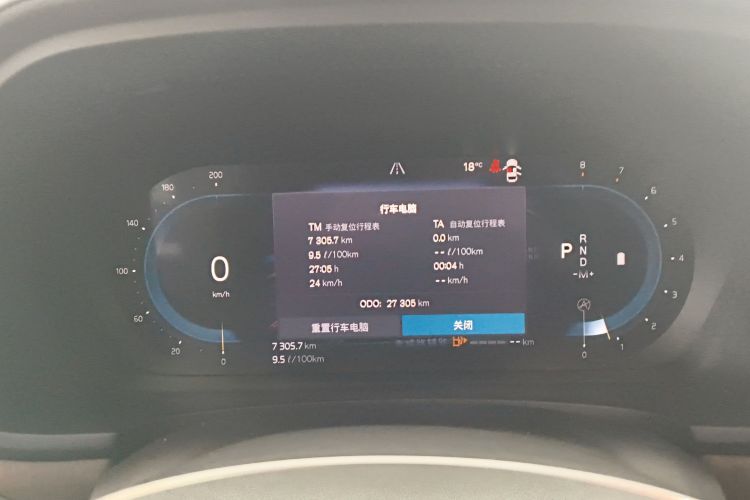 18°C
行车电脑
TM 手动复位行程表
7 305.7 km
9.5 ℓ/100km
27:05 h
24 km/h
TA 自动复位行程表
0.0 km
-- ℓ/100km
00:04 h
-- km/h
ODO: 27 305 km
重置行车电脑
关闭
7 305.7 km
9.5 ℓ/100km
---- -- km
0
km/h
0
20
60
100
140
180
200
P
R
N
D
-M+
8
7
6
5
4
3
2
1
0